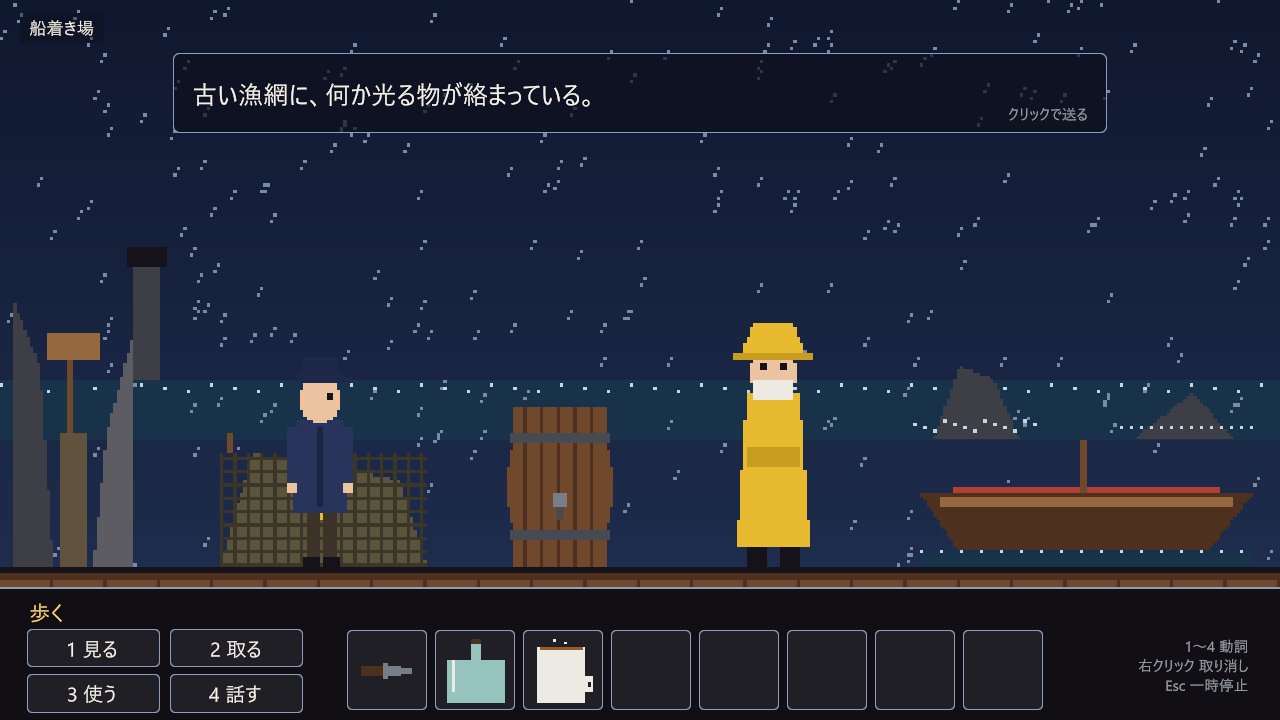 船着き場
古い漁網に、何か光る物が絡まっている。
クリックで送る
歩く
1 見る
2 取る
3 使う
4 話す
1〜4 動詞
右クリック 取り消し
Esc 一時停止